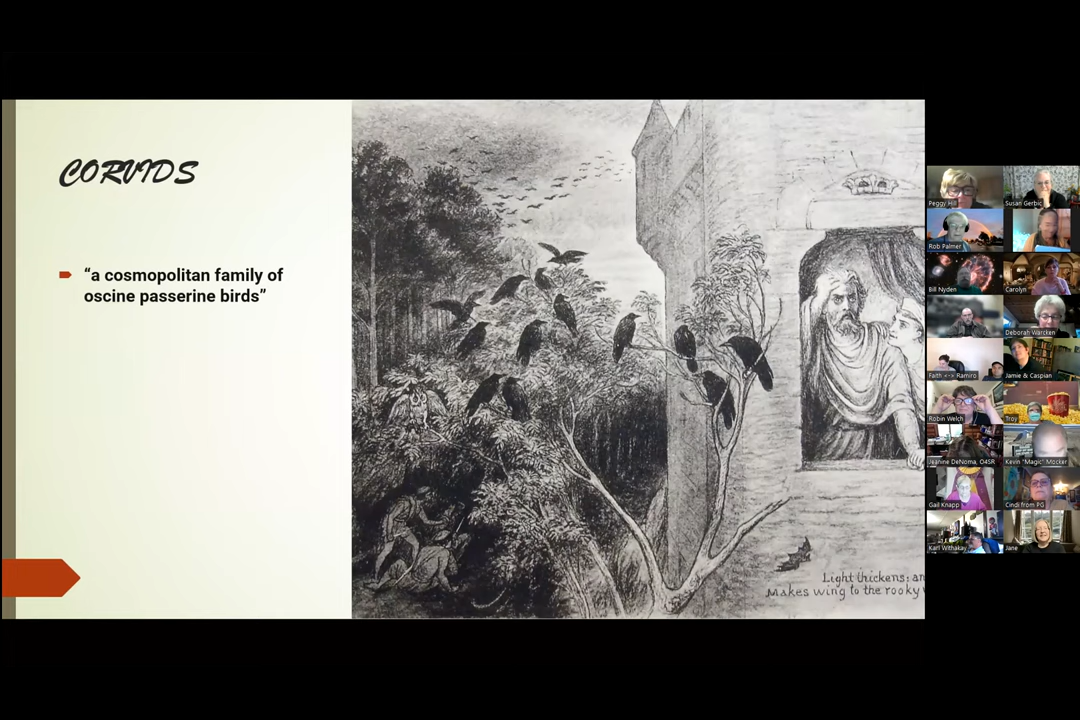 CORVIDS
“a cosmopolitan family of
oscine passerine birds”
Light thickens: an
Makes wing to the rooky
Peggy H
Susan Gerbic
Rob Palmer
Bill Nyden
Carolyn
Deborah Warcken
Faith <-> Ramiro
Jamie & Caspian
Robin Welch
Troy
Jeanine DeNoma, O4SR
Kevin "Magic" Mocker
Gail Knapp
Cindi from PG
Karl Withakay
Jane